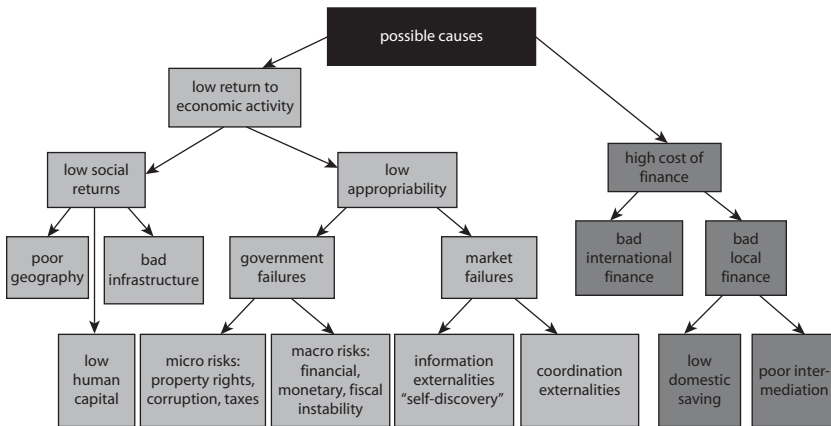 possible causes
low return to
economic activity
low social
returns
low
appropriability
high cost of
finance
poor
geography
bad
infrastructure
government
failures
market
failures
bad
international
finance
bad
local
finance
low
human
capital
micro risks:
property rights,
corruption, taxes
macro risks:
financial,
monetary, fiscal
instability
information
externalities
“self-discovery”
coordination
externalities
low
domestic
saving
poor inter-
mediation